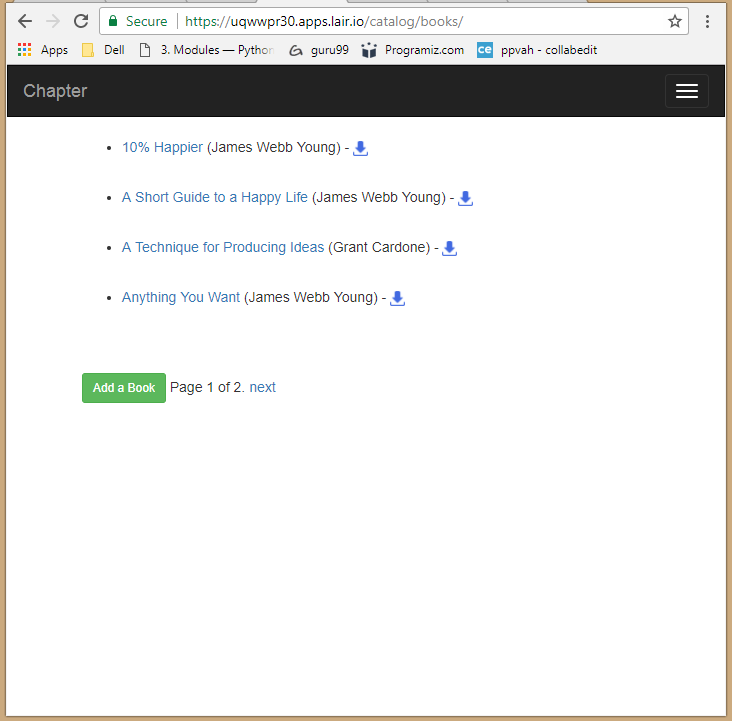 Secure https://uqwwpr30.apps.lair.io/catalog/books/
Apps Dell 3. Modules — Python guru99 Programiz.com ce ppvah - collabedit
Chapter
10% Happier (James Webb Young) -
A Short Guide to a Happy Life (James Webb Young) -
A Technique for Producing Ideas (Grant Cardone) -
Anything You Want (James Webb Young) -
Add a Book Page 1 of 2. next